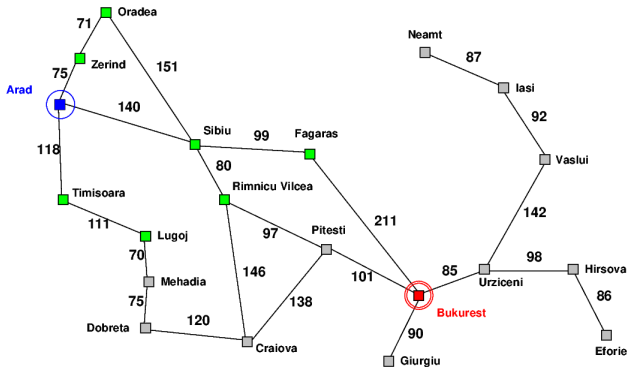 Oradea
71
Neamt
87
Zerind
75
151
Iasi
Arad
140
92
Sibiu
99
Fagaras
118
80
Vaslui
Timisoara
Rimnicu Vilcea
111
211
142
Lugoj
97
Pitesti
70
146
101
85
98
Hirsova
Mehadia
Urziceni
75
138
86
Bukurest
Dobreta
120
90
Craiova
Eforie
Giurgiu